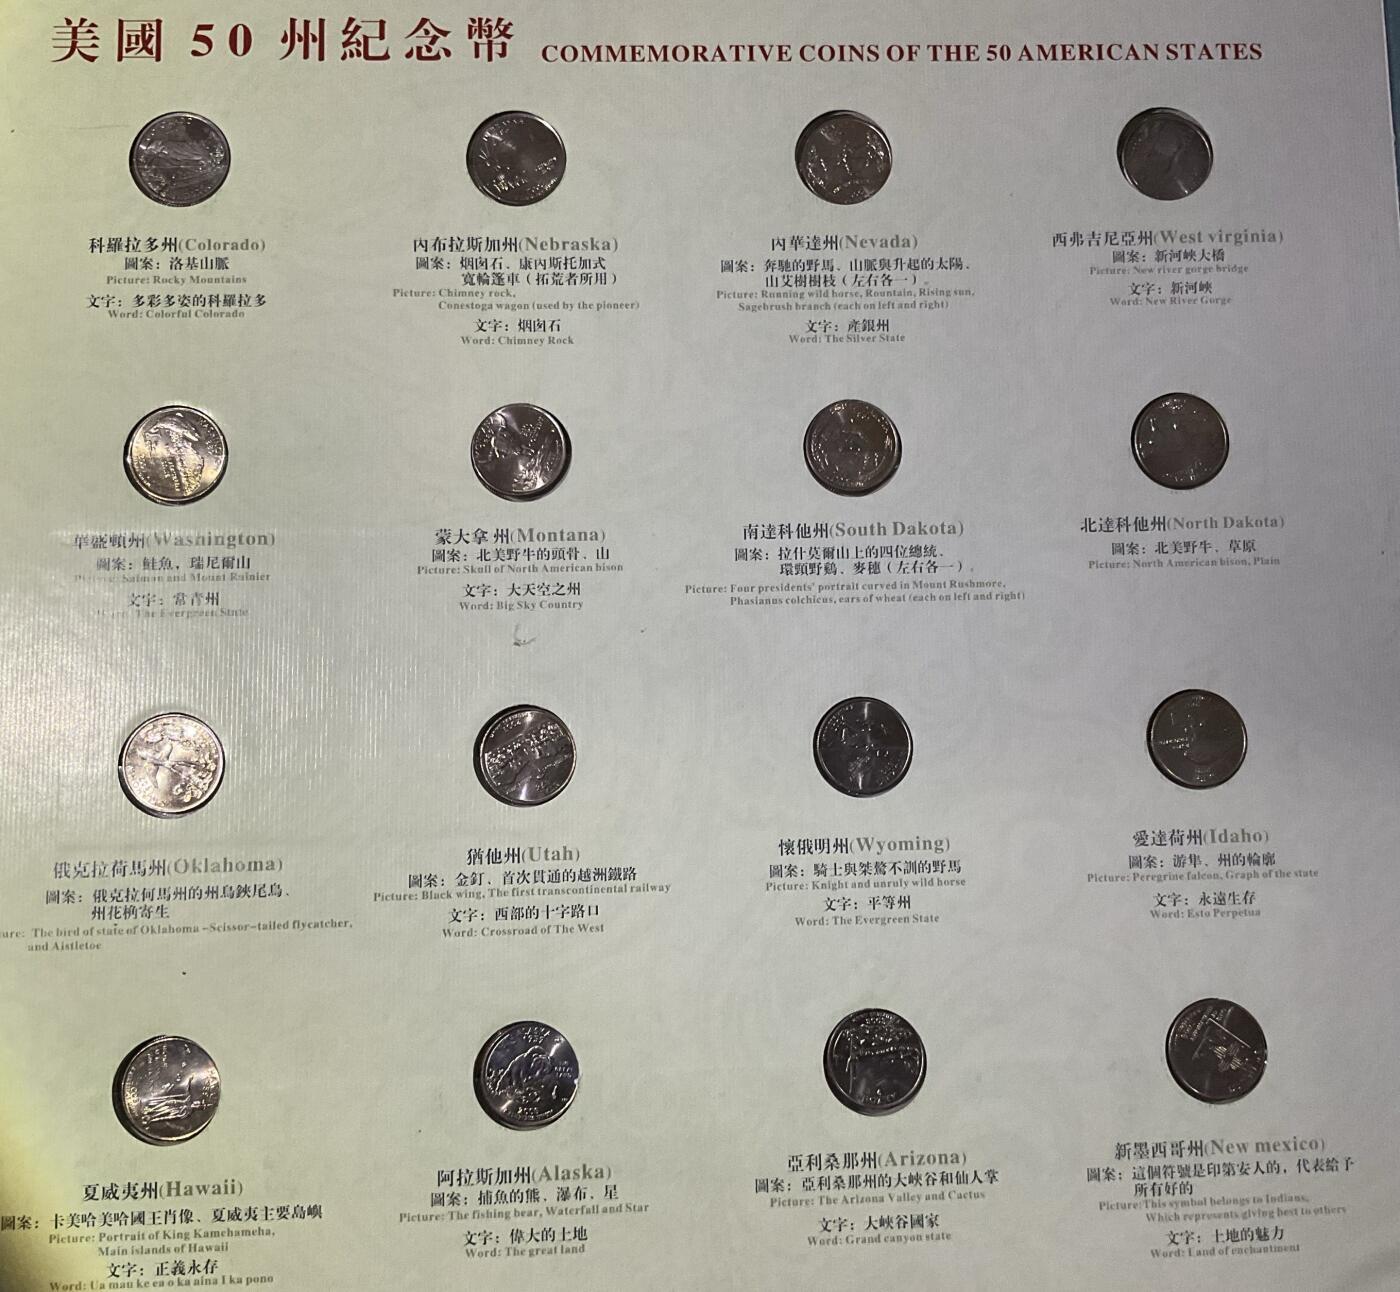 美國 50 州紀念幣 COMMEMORATIVE COINS OF THE 50 AMERICAN STATES
科羅拉多州(Colorado)
圖案：洛基山脈
Picture: Rocky Mountains
文字：多彩多姿的科羅拉多
Word: Colorful Colorado
內布拉斯加州(Nebraska)
圖案：烟囱石、康內斯托加式
寬輪篷車（拓荒者所用）
Picture: Chimney rock,
Conestoga wagon (used by the pioneer)
文字：烟囱石
Word: Chimney Rock
內華達州(Nevada)
圖案：奔馳的野馬、山脈與升起的太陽、
山艾樹樹枝（左右各一）。
Picture: Running wild horse, Rountain, Rising sun,
Sagebrush branch (each on left and right)
文字：產銀州
Word: The Silver State
西弗吉尼亞州(West virginia)
圖案：新河峽大橋
Picture: New river gorge bridge
文字：新河峽
Word: New River Gorge
華盛頓州(Washington)
圖案：鮭魚，瑞尼爾山
Picture: Salman and Mount Rainier
文字：常青州
Word: The Evergreen State
蒙大拿 州(Montana)
圖案：北美野牛的頭骨、山
Picture: Skull of North American bison
文字：大天空之州
Word: Big Sky Country
南達科他州(South Dakota)
圖案：拉什莫爾山上的四位總統、
環頸野鷄、麥穗（左右各一）。
Picture: Four presidents' portrait curved in Mount Rushmore,
Phasianus colchicus, ears of wheat (each on left and right)
北達科他州(North Dakota)
圖案：北美野牛、草原
Picture: North American bison, Plain
俄克拉荷馬州(Oklahoma)
圖案：俄克拉何馬州的州鳥鋏尾鳥、
州花槲寄生
ure: The bird of state of Oklahoma -Scissor-tailed flycatcher,
and Aistletoe
猶他州(Utah)
圖案：金釘、首次貫通的越洲鐵路
Picture: Black wing, The first transcontinental railway
文字：西部的十字路口
Word: Crossroad of The West
懷俄明州(Wyoming)
圖案：騎士與桀驁不訓的野馬
Picture: Knight and unruly wild horse
文字：平等州
Word: The Evergreen State
愛達荷州(Idaho)
圖案：游隼、州的輪廓
Picture: Peregrine falcon, Graph of the state
文字：永遠生存
Word: Esto Perpetua
夏威夷州(Hawaii)
圖案：卡美哈美哈國王肖像、夏威夷主要島嶼
Picture: Portrait of King Kamehameha,
Main islands of Hawaii
文字：正義永存
Word: Ua mau ke ea o ka aina I ka pono
ALASKA
1959
THE GREAT LAND
2008
阿拉斯加州(Alaska)
圖案：捕魚的熊、瀑布、星
Picture: The fishing bear, Waterfall and Star
文字：偉大的土地
Word: The great land
亞利桑那州(Arizona)
圖案：亞利桑那州的大峽谷和仙人掌
Picture: The Arizona Valley and Cactus
文字：大峽谷國家
Word: Grand canyon state
新墨西哥州(New mexico)
圖案：這個符號是印第安人的，代表給予
所有好的
Picture:This symbol belongs to Indians,
Which represents giving best to others
文字：土地的魅力
Word: Land of enchantment